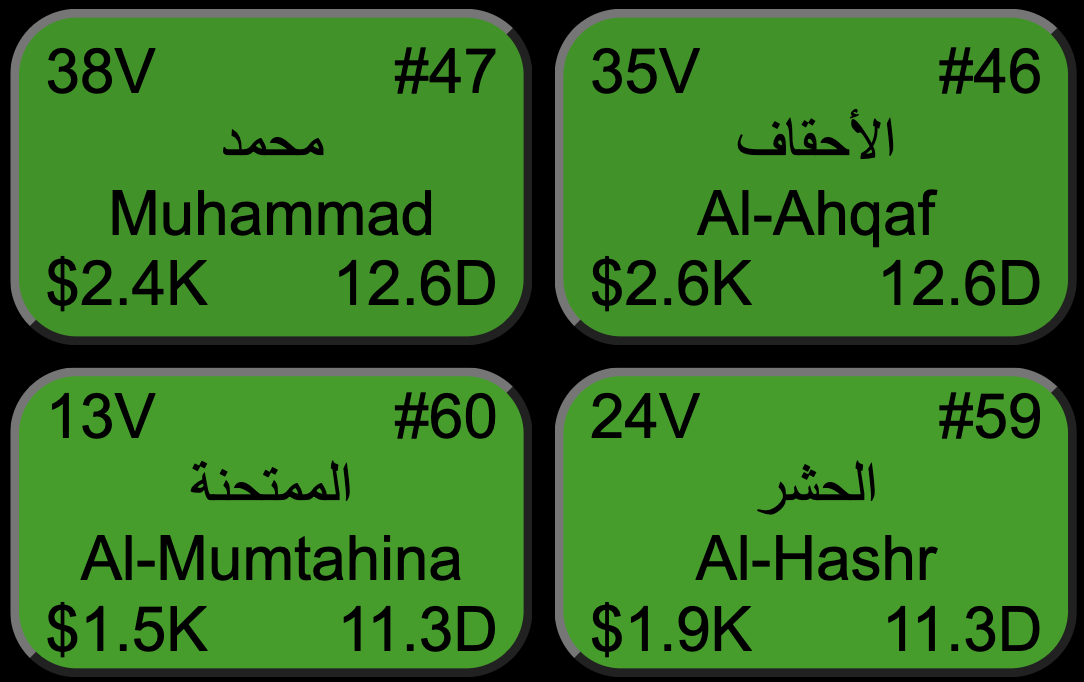 38V #47
محمد
Muhammad
$2.4K 12.6D
35V #46
الأحقاف
Al-Ahqaf
$2.6K 12.6D
13V #60
الممتحنة
Al-Mumtahina
$1.5K 11.3D
24V #59
الحشر
Al-Hashr
$1.9K 11.3D